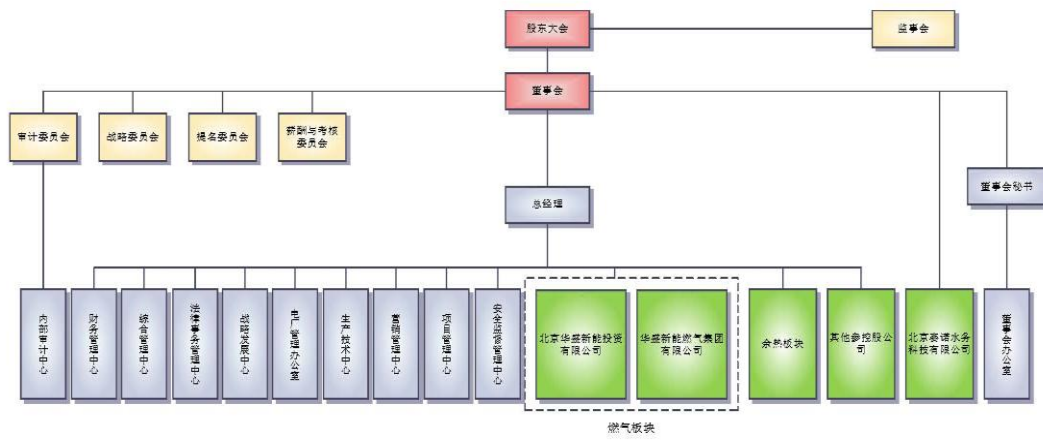 股东大会
监事会
董事会
审计委员会
战略委员会
提名委员会
薪酬与考核
委员会
董事会秘书
总经理
内部审计中心
财务管理中心
综合管理中心
法律事务管理中心
战略发展中心
电厂管理办公室
生产技术中心
营销管理中心
项目管理中心
安全监督管理中心
北京华盛新能投资
有限公司
华盛新能燃气集团
有限公司
余热板块
其他参控股公
司
北京赛诺水务
科技有限公司
董事会办公室
燃气板块